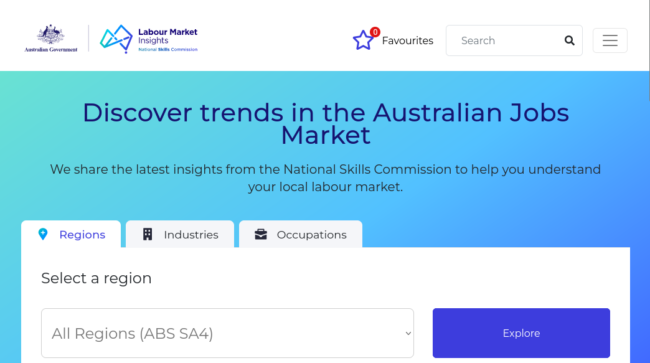 Australian Government
Labour Market
Insights
National Skills Commission
0
Favourites
Search
Discover trends in the Australian Jobs
Market
We share the latest insights from the National Skills Commission to help you understand
your local labour market.
Regions
Industries
Occupations
Select a region
All Regions (ABS SA4)
Explore